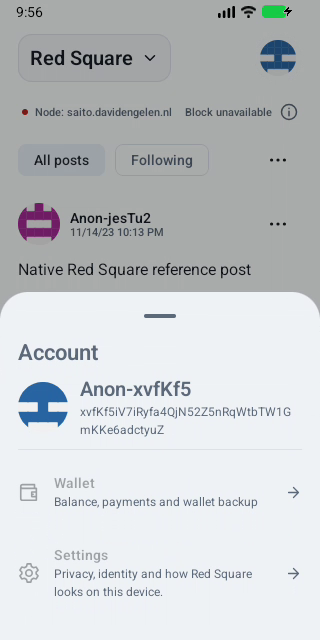 9:56
Red Square
Node: saito.davidengelen.nl Block unavailable
All posts Following
Anon-jesTu2
11/14/23 10:13 PM
Native Red Square reference post
Account
Anon-xvfKf5
xvfKf5iV7iRyfa4QjN52Z5nRqWtbTW1G
mKKe6adctyuZ
Wallet
Balance, payments and wallet backup
Settings
Privacy, identity and how Red Square
looks on this device.